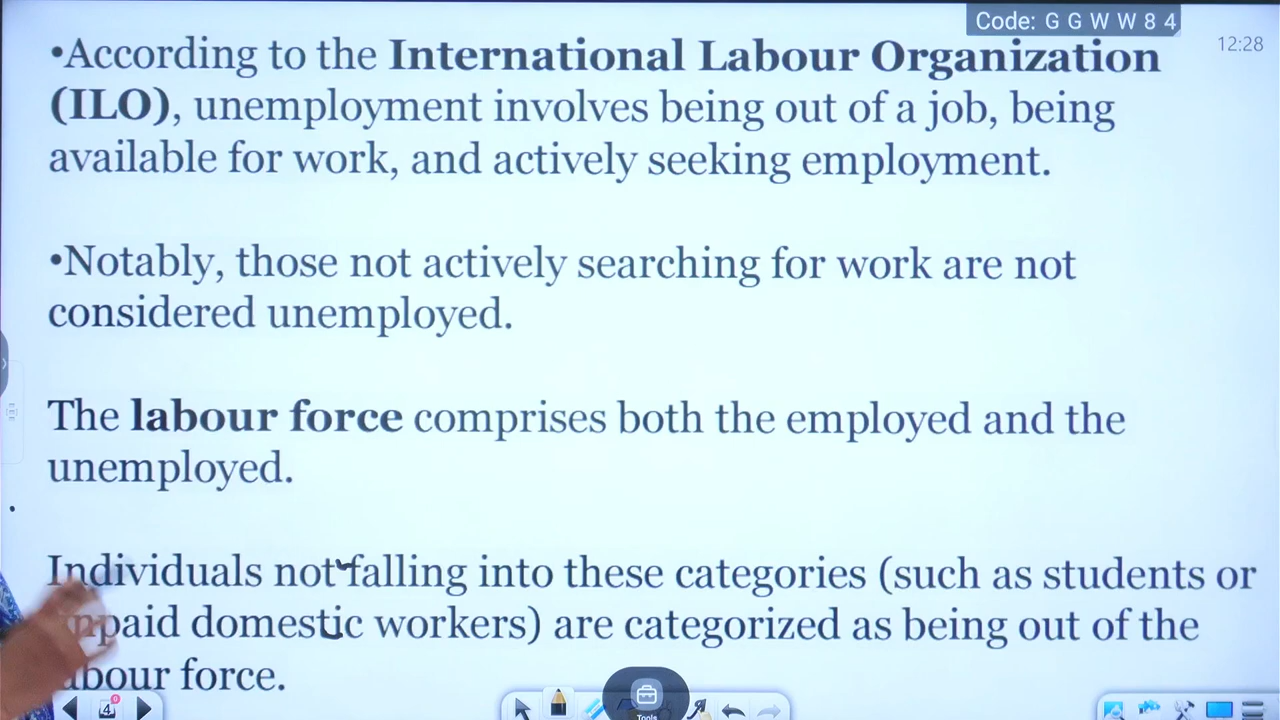 Code: G G W W 8 4
12:28
•According to the International Labour Organization
(ILO), unemployment involves being out of a job, being
available for work, and actively seeking employment.
•Notably, those not actively searching for work are not
considered unemployed.
The labour force comprises both the employed and the
unemployed.
Individuals not falling into these categories (such as students or
unpaid domestic workers) are categorized as being out of the
labour force.
4
0
Tools